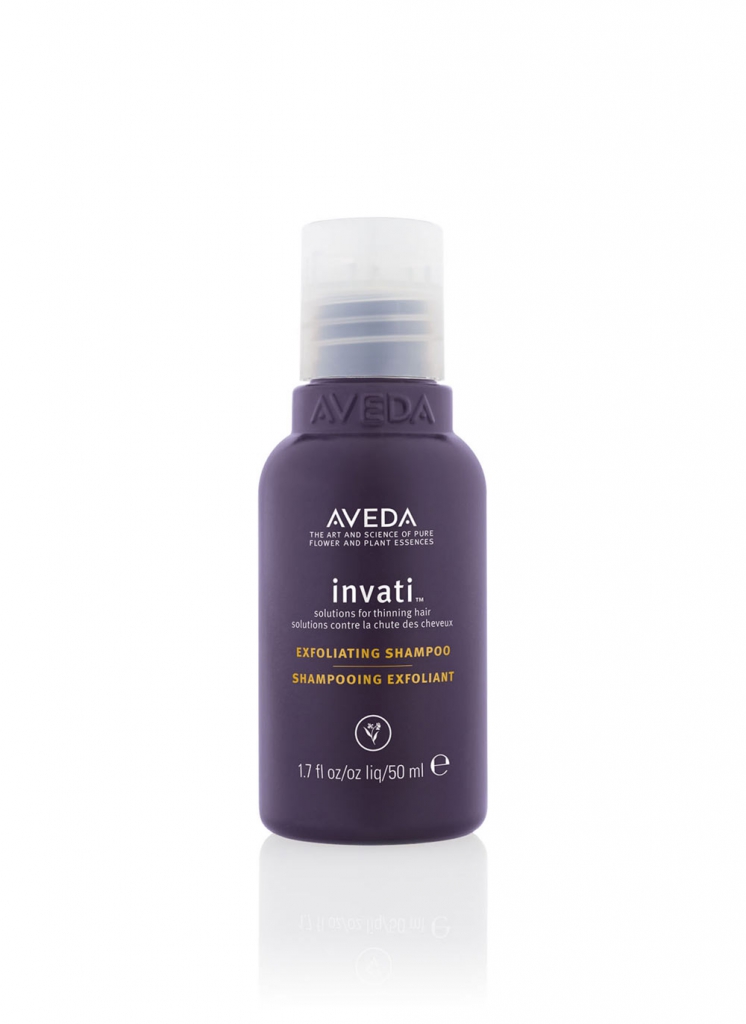 AVEDA
AVEDA
THE ART AND SCIENCE OF PURE
FLOWER AND PLANT ESSENCES
invati™
solutions for thinning hair
solutions contre la chute des cheveux
EXFOLIATING SHAMPOO
SHAMPOOING EXFOLIANT
1.7 fl oz/oz liq/50 ml ℮